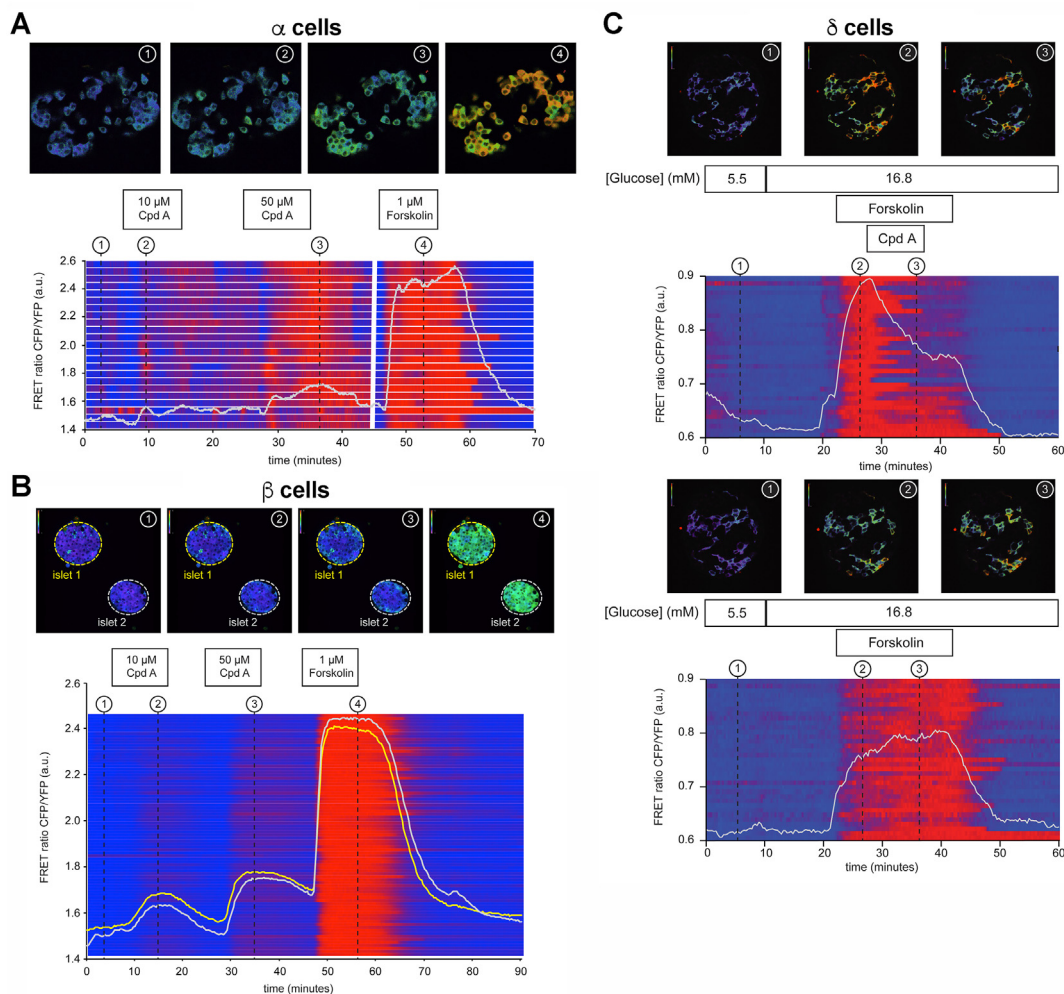 A
α cells
1
2
3
4
10 µM
Cpd A
50 µM
Cpd A
1 µM
Forskolin
1
2
3
4
FRET ratio CFP/YFP (a.u.)
2.6
2.4
2.2
2.0
1.8
1.6
1.4
0 10 20 30 40 50 60 70
time (minutes)
B
β cells
1
2
3
4
islet 1
islet 1
islet 1
islet 1
islet 2
islet 2
islet 2
islet 2
10 µM
Cpd A
50 µM
Cpd A
1 µM
Forskolin
1
2
3
4
FRET ratio CFP/YFP (a.u.)
2.6
2.4
2.2
2.0
1.8
1.6
1.4
0 10 20 30 40 50 60 70 80 90
time (minutes)
C
δ cells
1
2
3
[Glucose] (mM) 5.5 16.8
Forskolin
Cpd A
1
2
3
FRET ratio CFP/YFP (a.u.)
0.9
0.8
0.7
0.6
0 10 20 30 40 50 60
time (minutes)
1
2
3
[Glucose] (mM) 5.5 16.8
Forskolin
1
2
3
FRET ratio CFP/YFP (a.u.)
0.9
0.8
0.7
0.6
0 10 20 30 40 50 60
time (minutes)